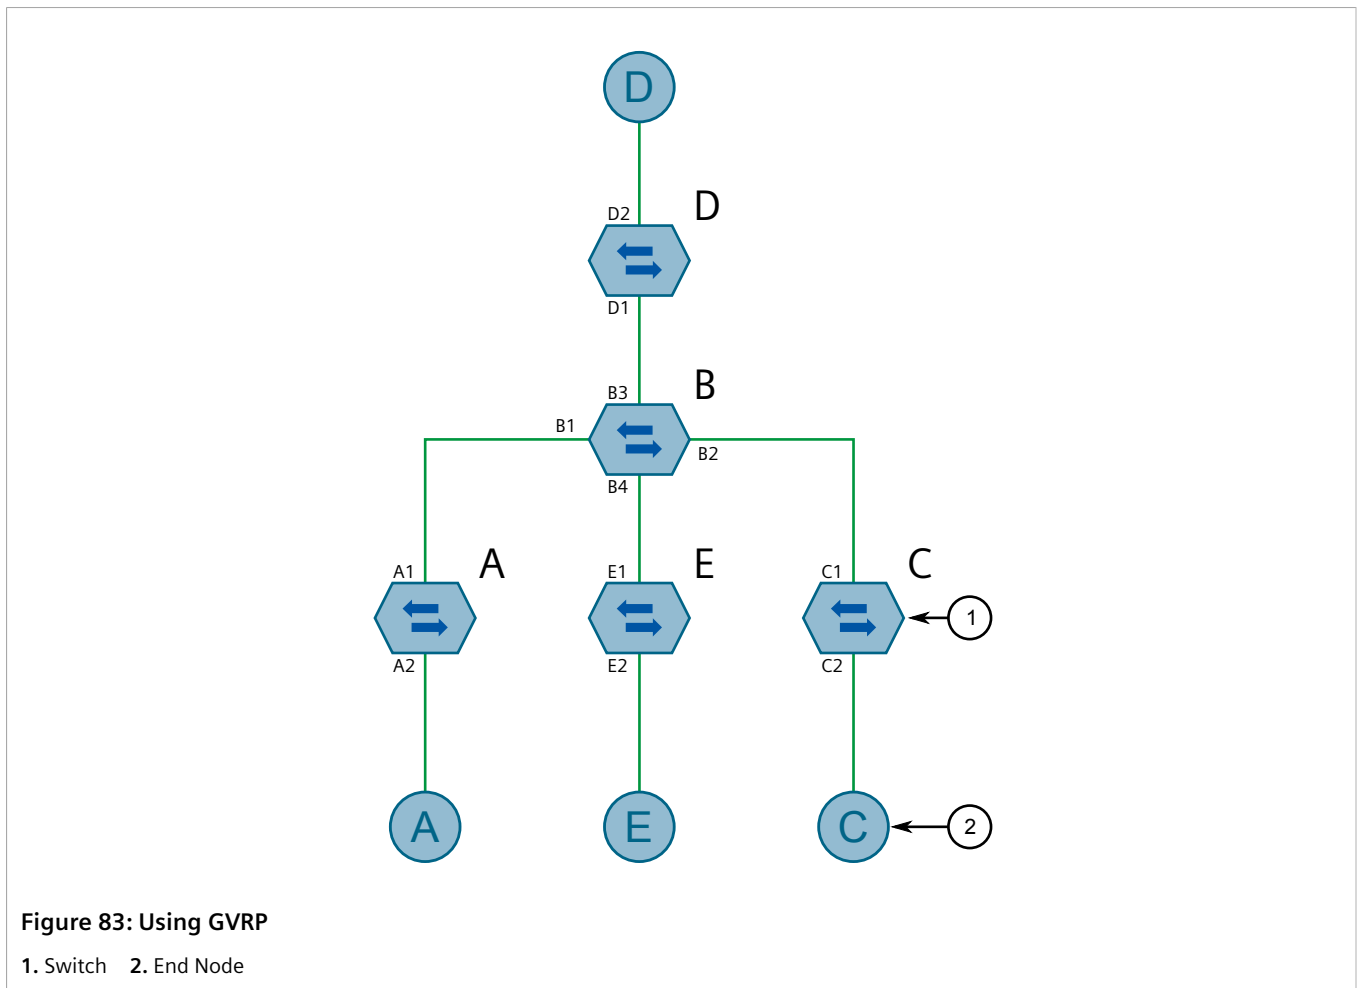 D
D2
D
D1
B3
B
B1
B2
B4
A1
A
E1
E
C1
C
1
A2
E2
C2
A
E
C
2
Figure 83: Using GVRP
1. Switch 2. End Node